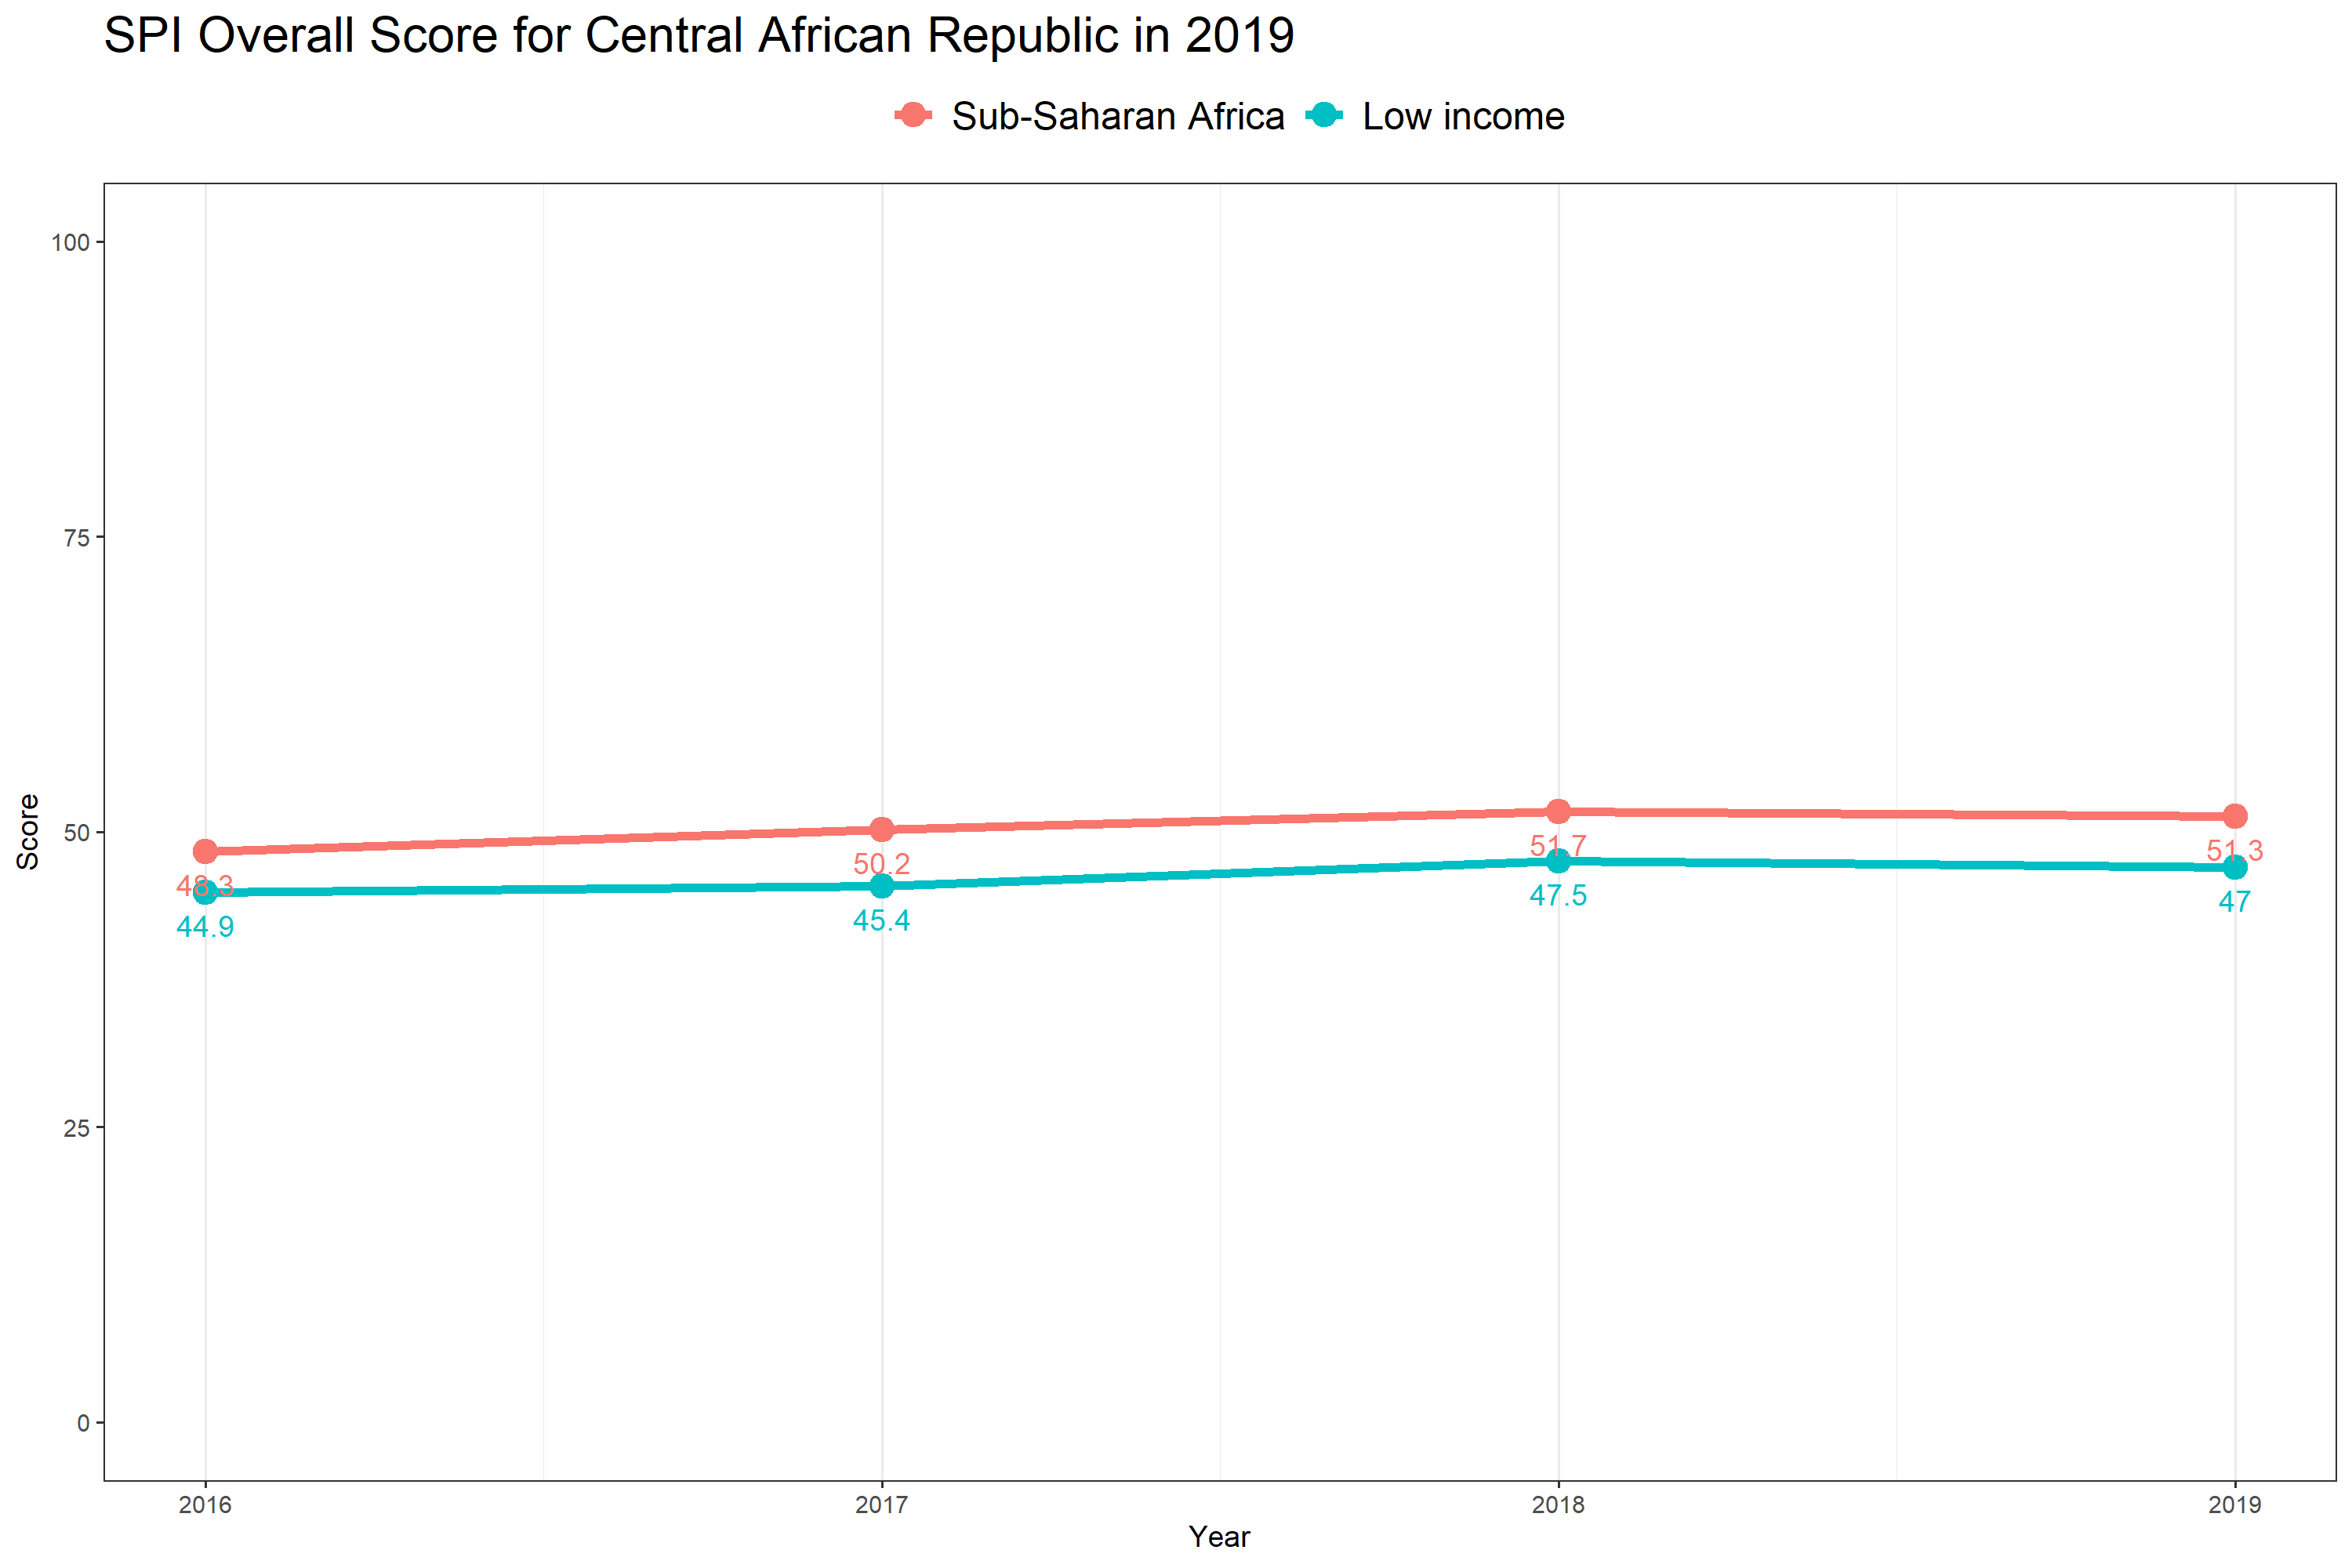 SPI Overall Score for Central African Republic in 2019
Sub-Saharan Africa Low income
100
75
50
25
0
Score
48.3
50.2
51.7
51.3
44.9
45.4
47.5
47
2016 2017 2018 2019
Year